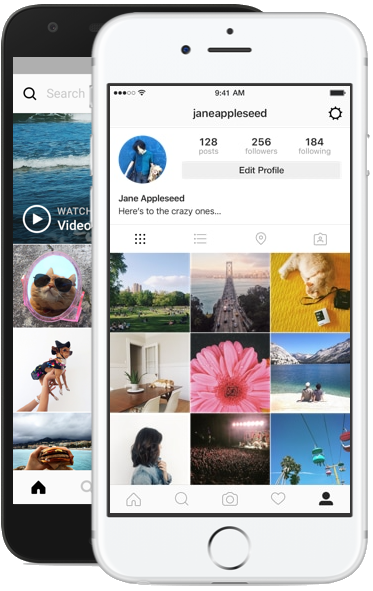 Search
WATCH
Video
9:41 AM
janeappleseed
128
posts
256
followers
184
following
Edit Profile
Jane Appleseed
Here's to the crazy ones...